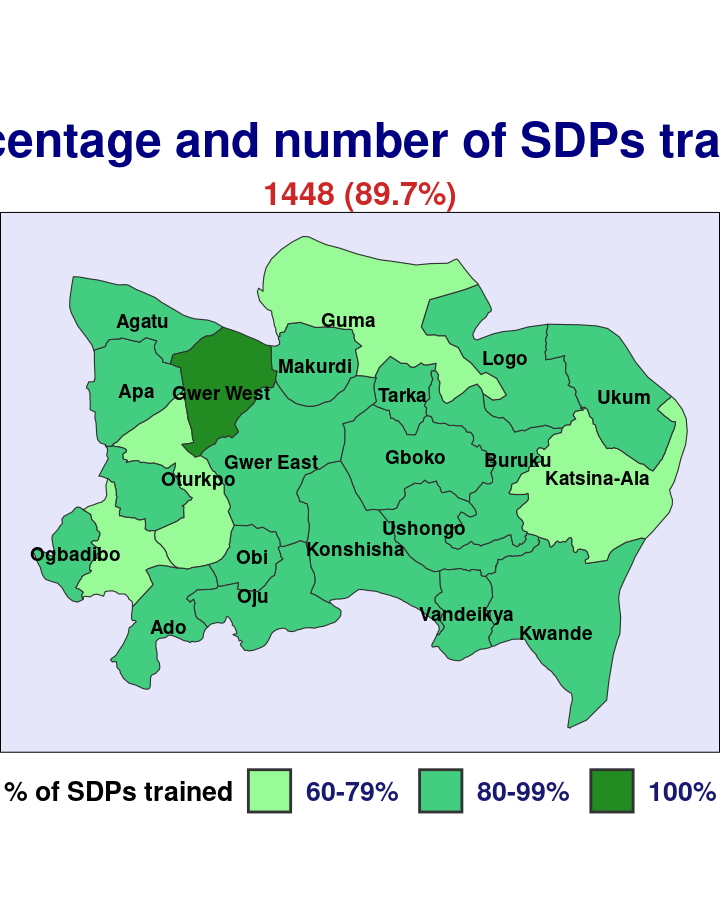 centage and number of SDPs tra
1448 (89.7%)
Guma
Agatu
Logo
Makurdi
Apa
Gwer West
Tarka
Ukum
Gboko
Buruku
Gwer East
Oturkpo
Katsina-Ala
Ushongo
Konshisha
Ogbadibo
Obi
Oju
Vandeikya
Ado
Kwande
% of SDPs trained
60-79%
80-99%
100%